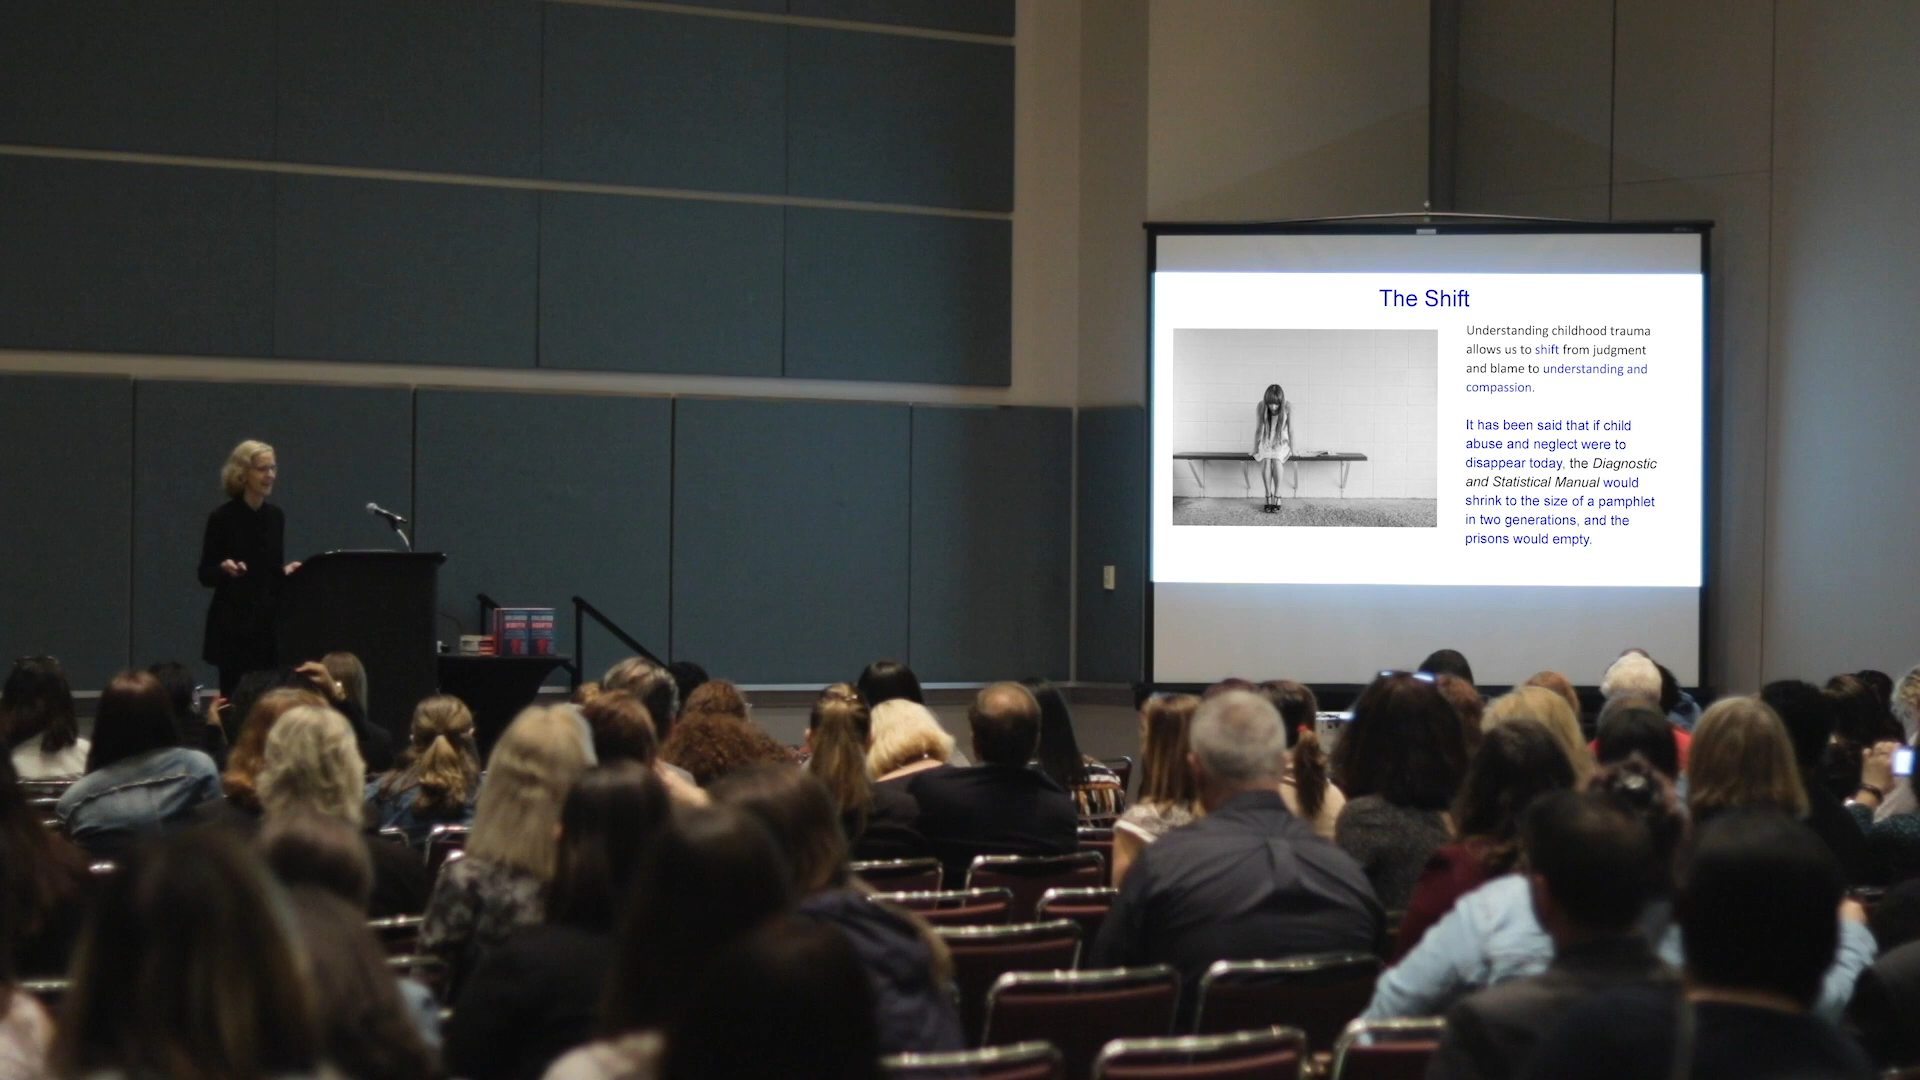 The Shift
Understanding childhood trauma
allows us to shift from judgment
and blame to understanding and
compassion.
It has been said that if child
abuse and neglect were to
disappear today, the Diagnostic
and Statistical Manual would
shrink to the size of a pamphlet
in two generations, and the
prisons would empty.